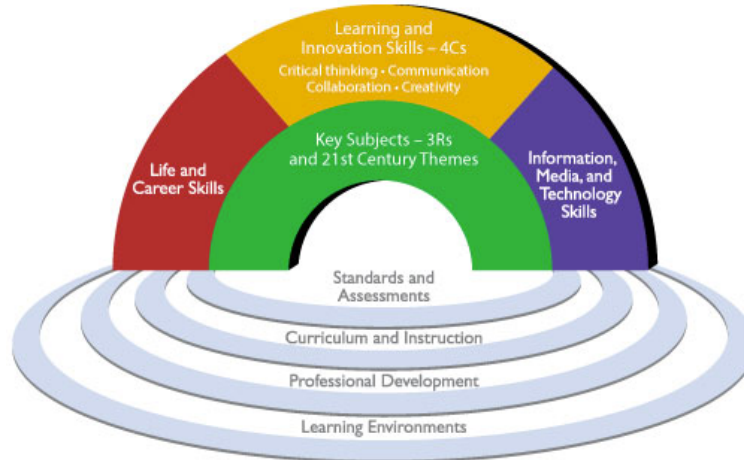 Learning and
Innovation Skills – 4Cs
Critical thinking • Communication
Collaboration • Creativity
Key Subjects – 3Rs
and 21st Century Themes
Life and
Career Skills
Information,
Media, and
Technology
Skills
Standards and
Assessments
Curriculum and Instruction
Professional Development
Learning Environments